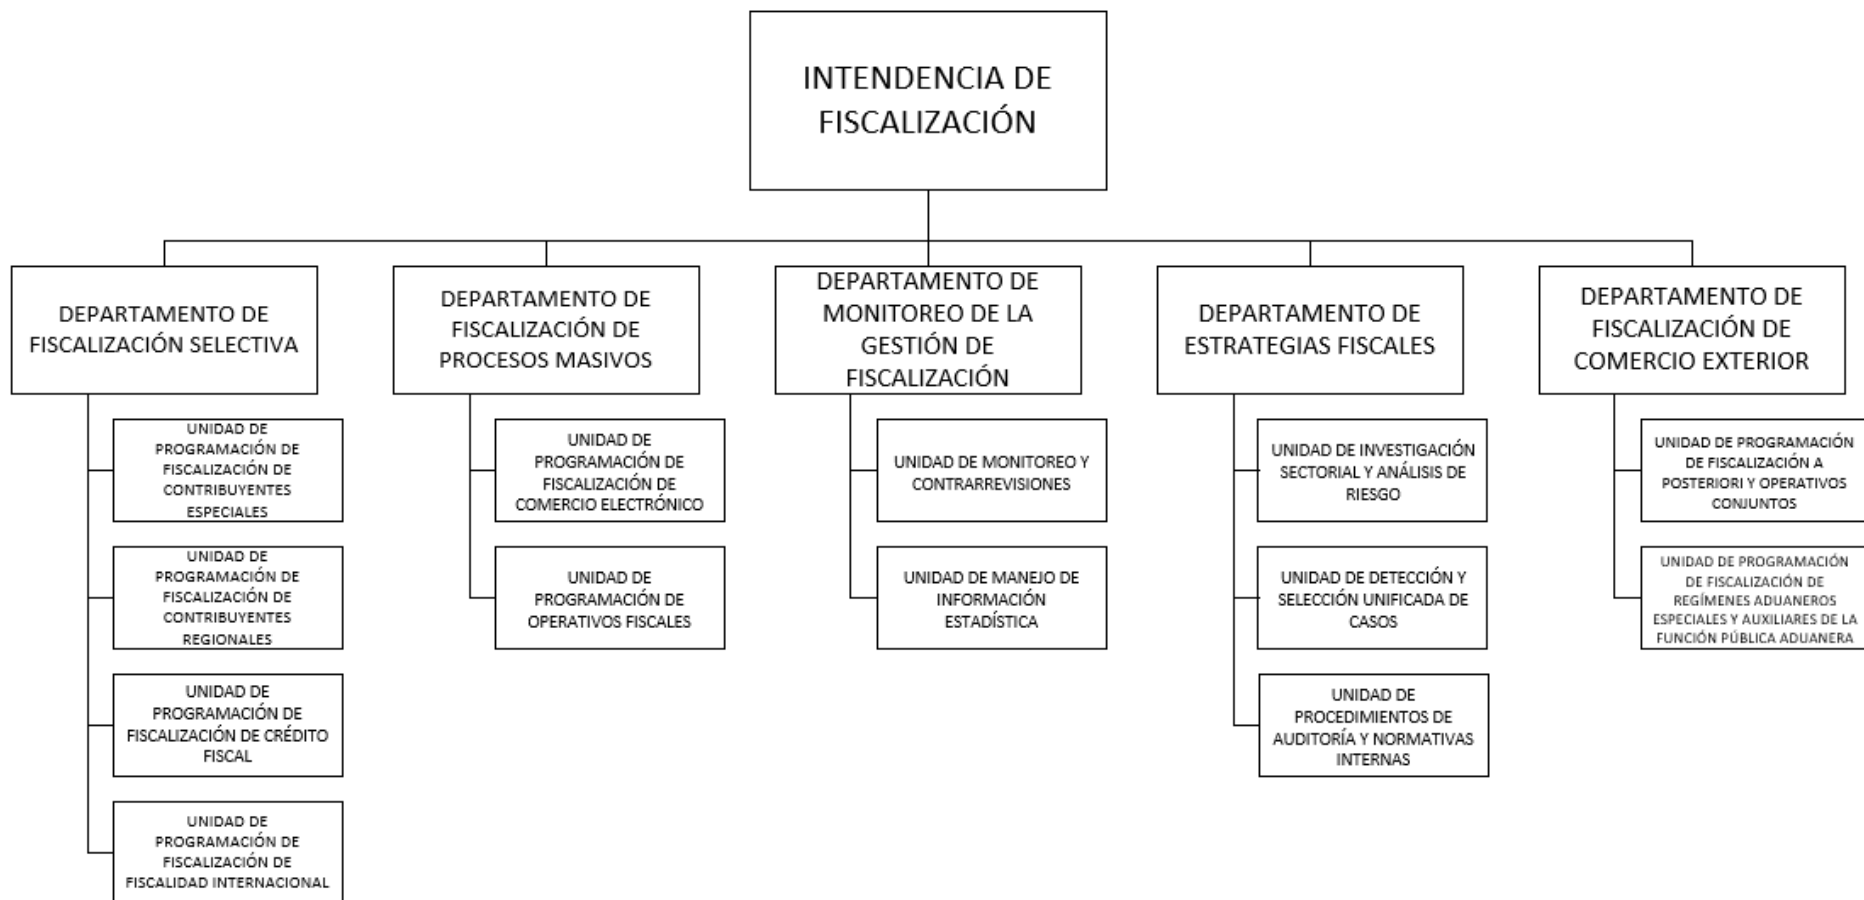 INTENDENCIA DE
FISCALIZACIÓN
DEPARTAMENTO DE
FISCALIZACIÓN SELECTIVA
UNIDAD DE
PROGRAMACIÓN DE
FISCALIZACIÓN DE
CONTRIBUYENTES
ESPECIALES
UNIDAD DE
PROGRAMACIÓN DE
FISCALIZACIÓN DE
CONTRIBUYENTES
REGIONALES
UNIDAD DE
PROGRAMACIÓN DE
FISCALIZACIÓN DE CRÉDITO
FISCAL
UNIDAD DE
PROGRAMACIÓN DE
FISCALIZACIÓN DE
FISCALIDAD INTERNACIONAL
DEPARTAMENTO DE
FISCALIZACIÓN DE
PROCESOS MASIVOS
UNIDAD DE
PROGRAMACIÓN DE
FISCALIZACIÓN DE
COMERCIO ELECTRÓNICO
UNIDAD DE
PROGRAMACIÓN DE
OPERATIVOS FISCALES
DEPARTAMENTO DE
MONITOREO DE LA
GESTIÓN DE
FISCALIZACIÓN
UNIDAD DE MONITOREO Y
CONTRARREVISIONES
UNIDAD DE MANEJO DE
INFORMACIÓN
ESTADÍSTICA
DEPARTAMENTO DE
ESTRATEGIAS FISCALES
UNIDAD DE INVESTIGACIÓN
SECTORIAL Y ANÁLISIS DE
RIESGO
UNIDAD DE DETECCIÓN Y
SELECCIÓN UNIFICADA DE
CASOS
UNIDAD DE
PROCEDIMIENTOS DE
AUDITORÍA Y NORMATIVAS
INTERNAS
DEPARTAMENTO DE
FISCALIZACIÓN DE
COMERCIO EXTERIOR
UNIDAD DE PROGRAMACIÓN
DE FISCALIZACIÓN A
POSTERIORI Y OPERATIVOS
CONJUNTOS
UNIDAD DE PROGRAMACIÓN
DE FISCALIZACIÓN DE
REGÍMENES ADUANEROS
ESPECIALES Y AUXILIARES DE LA
FUNCIÓN PÚBLICA ADUANERA